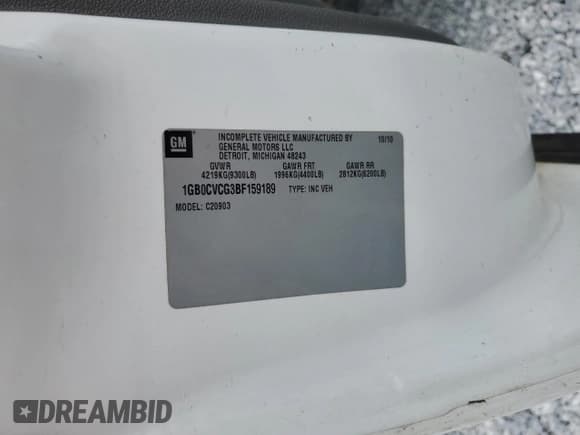 GM
INCOMPLETE VEHICLE MANUFACTURED BY 10/10
GENERAL MOTORS LLC
DETROIT, MICHIGAN 48243
GVWR GAWR FRT GAWR RR
4219KG(9300LB) 1996KG(4400LB) 2812KG(6200LB)
1GB0CVCG3BF159189 TYPE: INC VEH
MODEL: C20903
DREAMBID